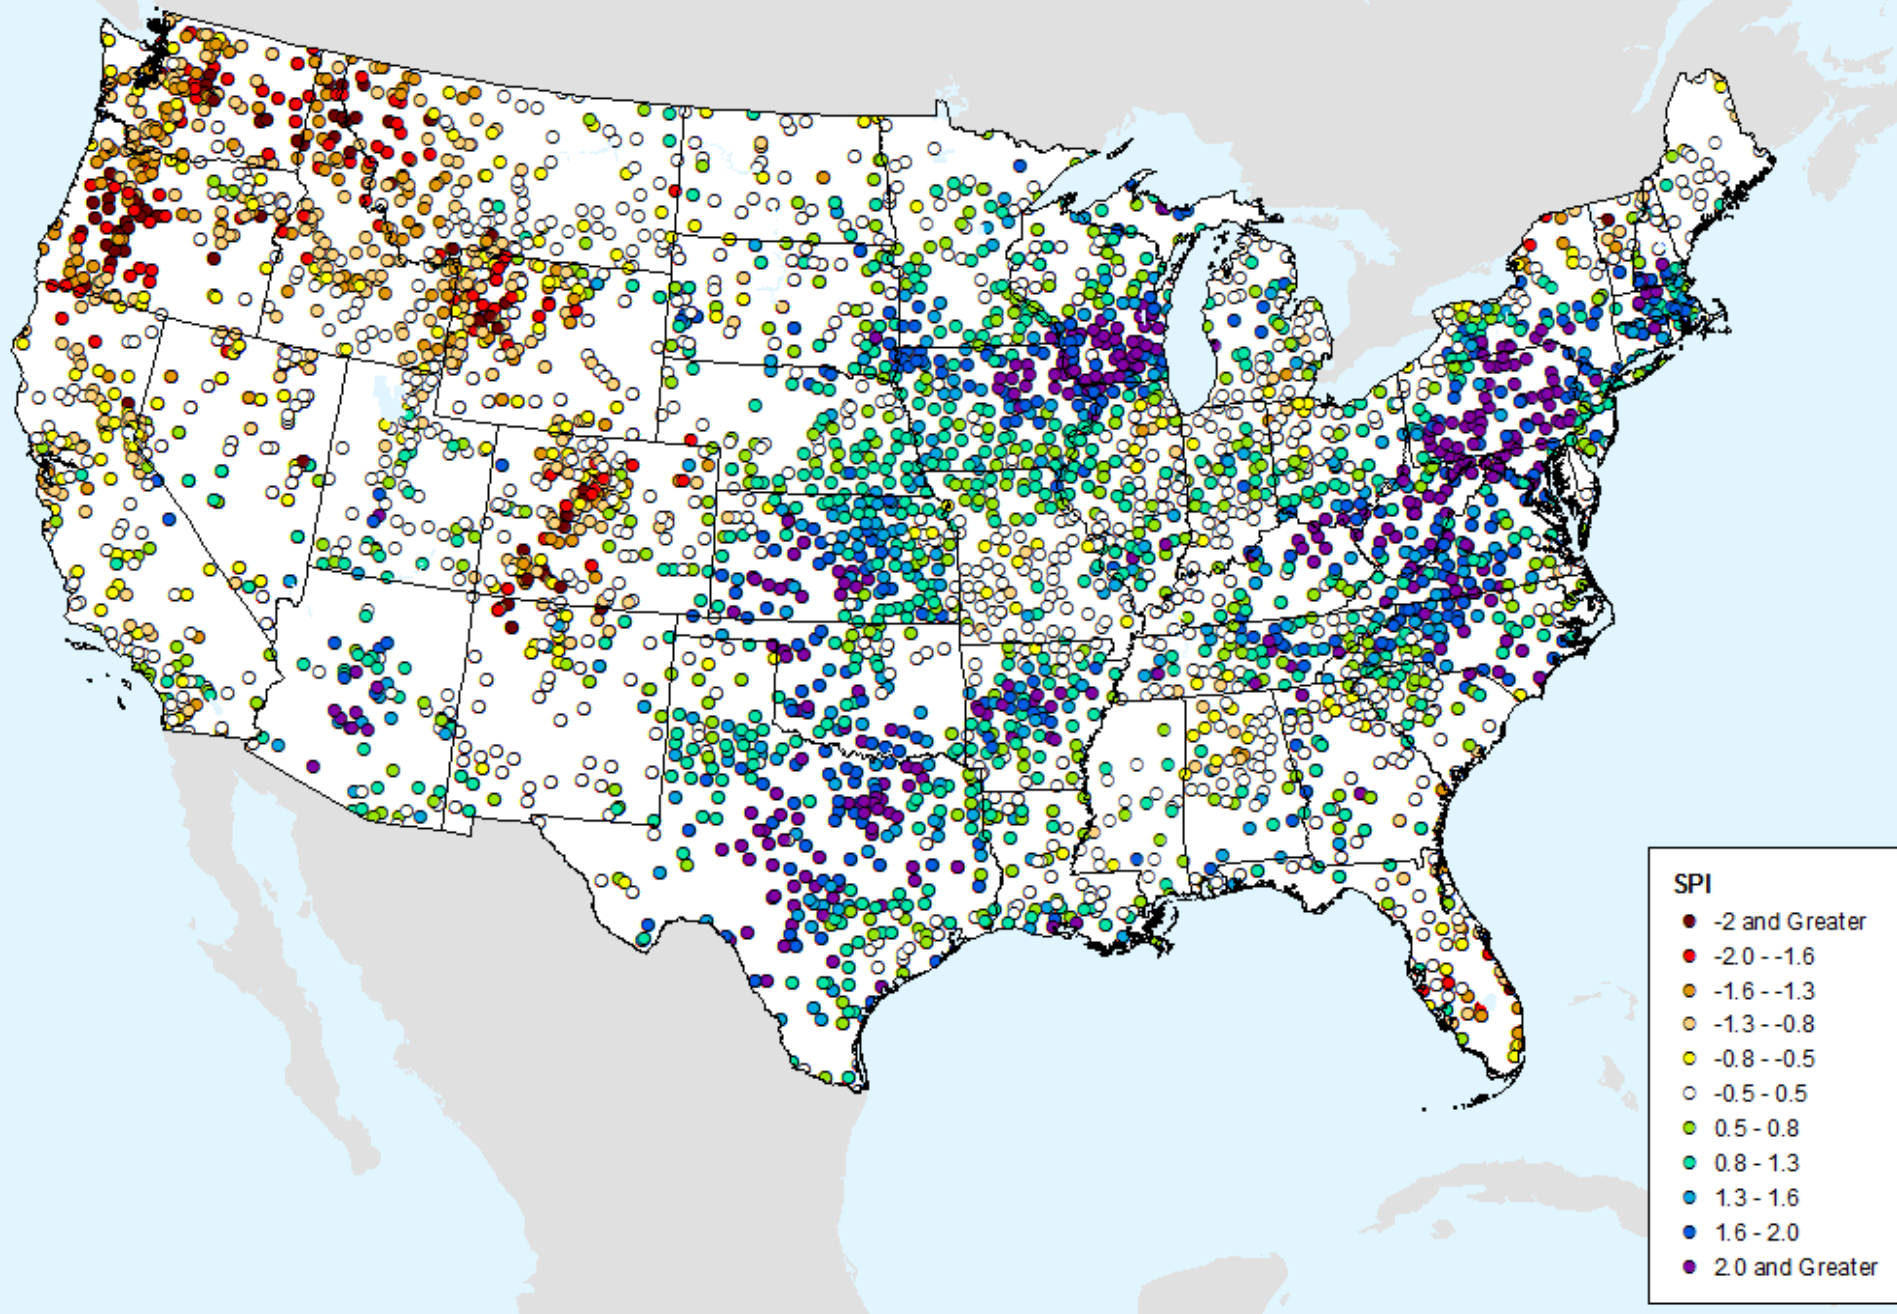 SPI
-2 and Greater
-2.0 - -1.6
-1.6 - -1.3
-1.3 - -0.8
-0.8 - -0.5
-0.5 - 0.5
0.5 - 0.8
0.8 - 1.3
1.3 - 1.6
1.6 - 2.0
2.0 and Greater